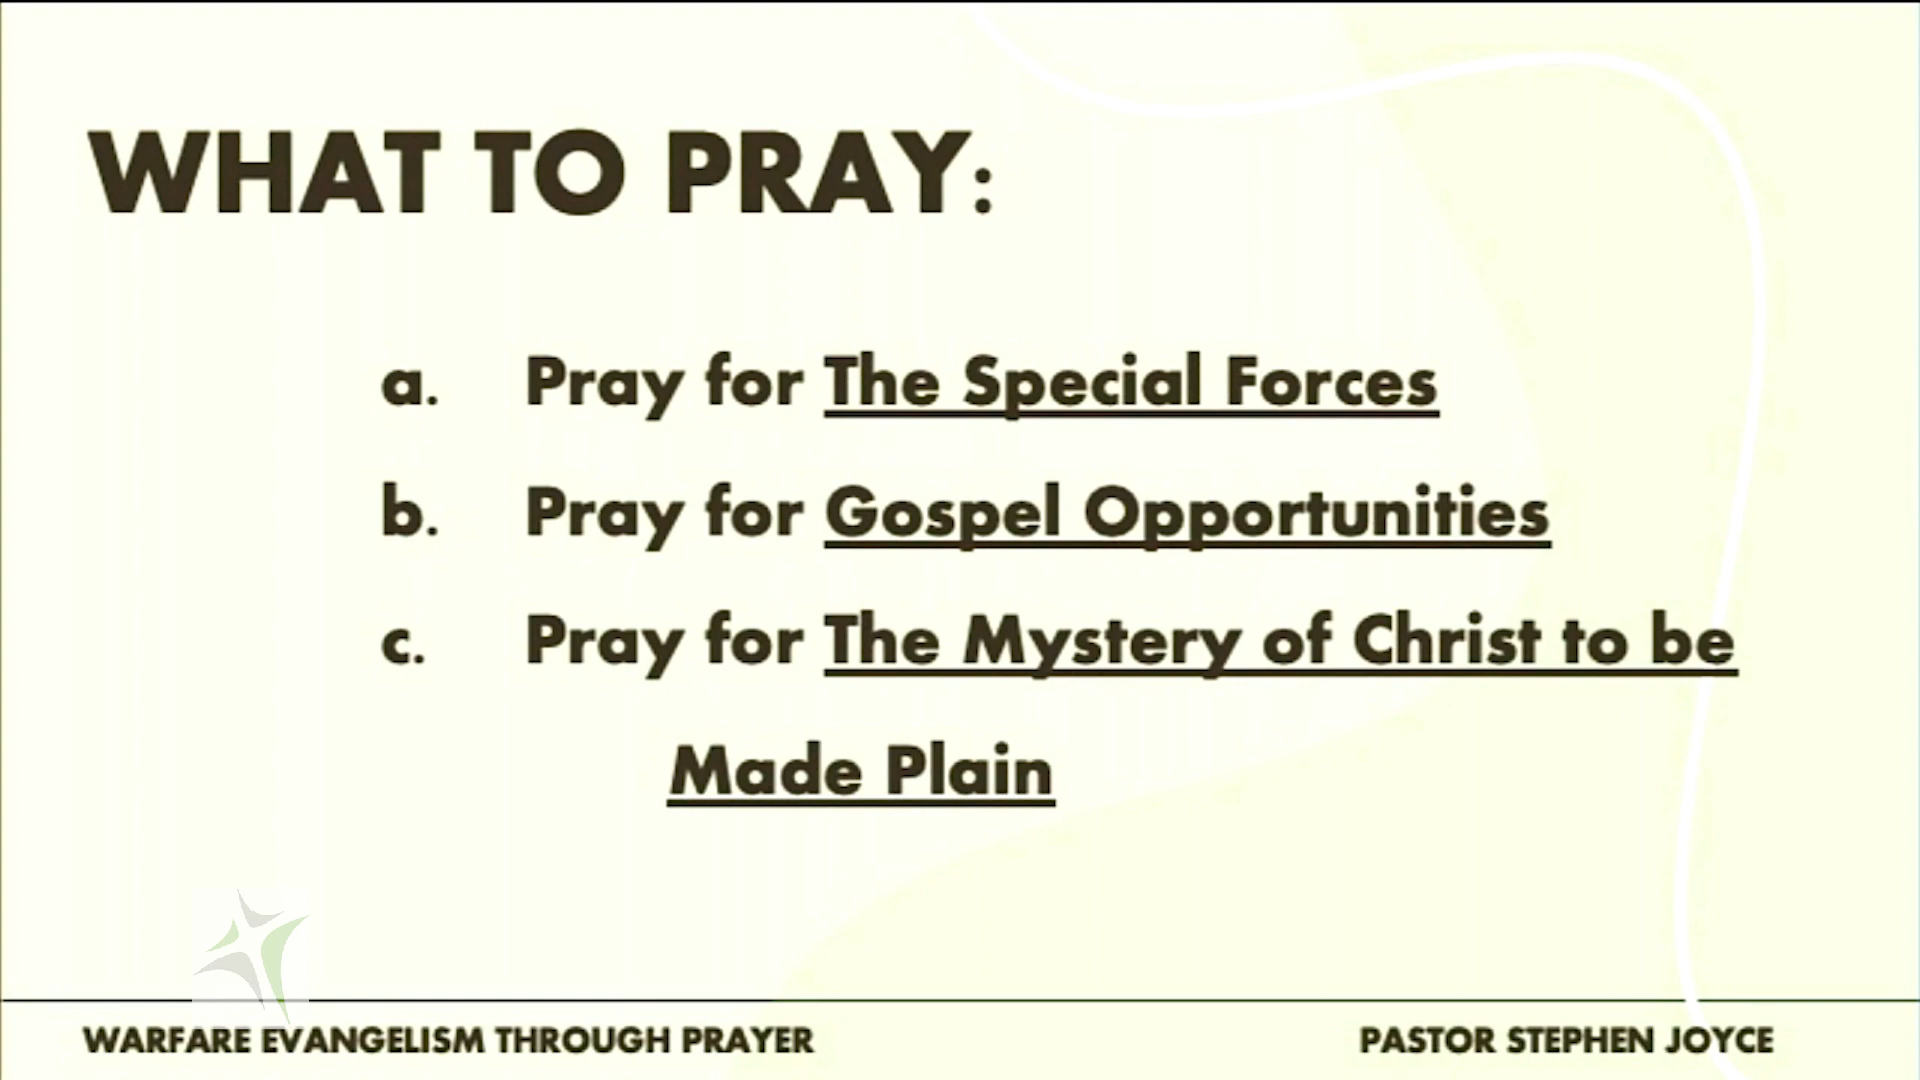 WHAT TO PRAY:
a. Pray for The Special Forces
b. Pray for Gospel Opportunities
c. Pray for The Mystery of Christ to be
Made Plain
WARFARE EVANGELISM THROUGH PRAYER
PASTOR STEPHEN JOYCE